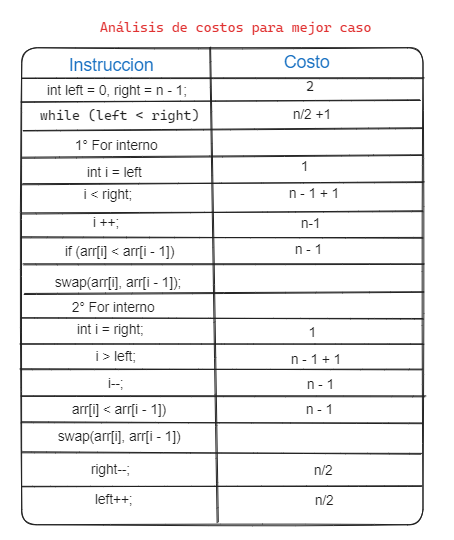 Análisis de costos para mejor caso
Instruccion Costo
int left = 0, right = n - 1; 2
while (left < right) n/2 +1
1° For interno
int i = left 1
i < right; n - 1 + 1
i ++; n-1
if (arr[i] < arr[i - 1]) n - 1
swap(arr[i], arr[i - 1]);
2° For interno
int i = right; 1
i > left; n - 1 + 1
i--; n - 1
arr[i] < arr[i - 1]) n - 1
swap(arr[i], arr[i - 1])
right--; n/2
left++; n/2